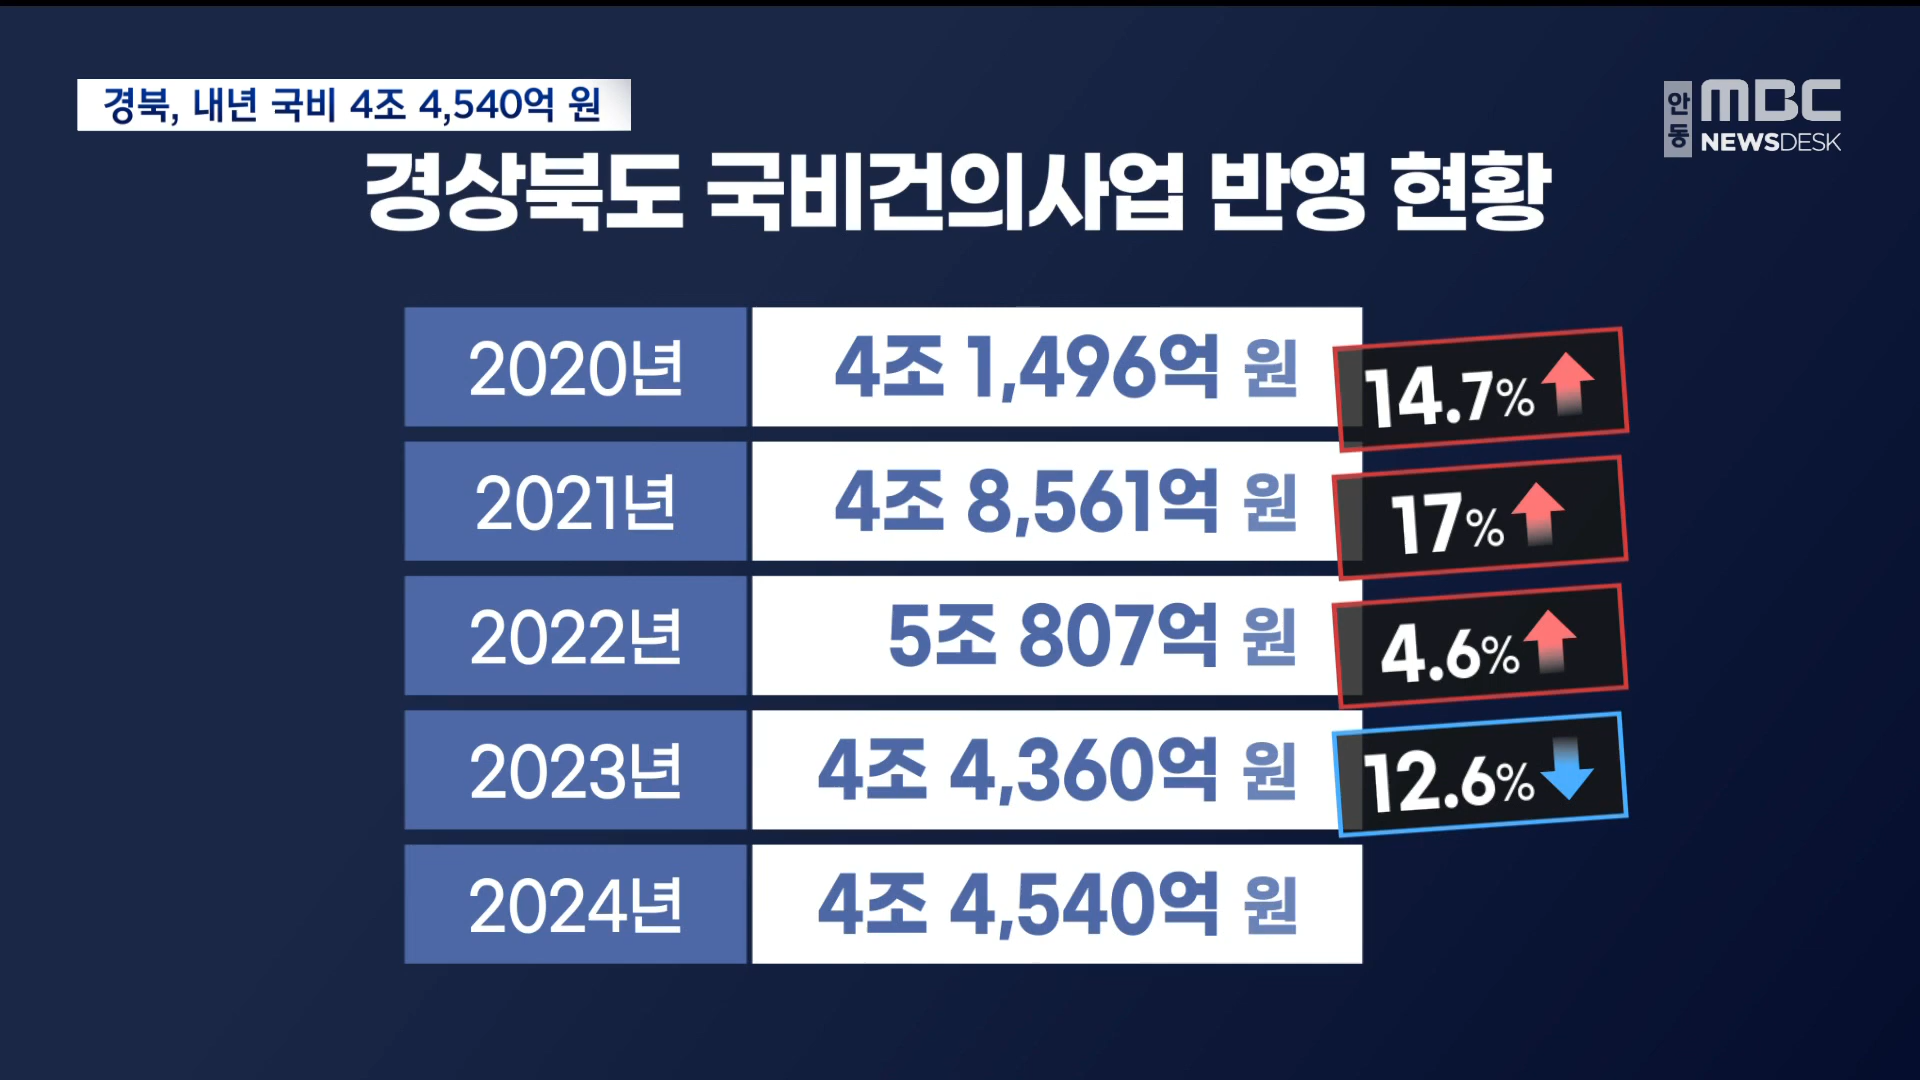 경북, 내년 국비 4조 4,540억 원
안동 MBC
NEWSDESK
경상북도 국비건의사업 반영 현황
2020년 4조 1,496억 원 14.7%
2021년 4조 8,561억 원 17%
2022년 5조 807억 원 4.6%
2023년 4조 4,360억 원 12.6%
2024년 4조 4,540억 원